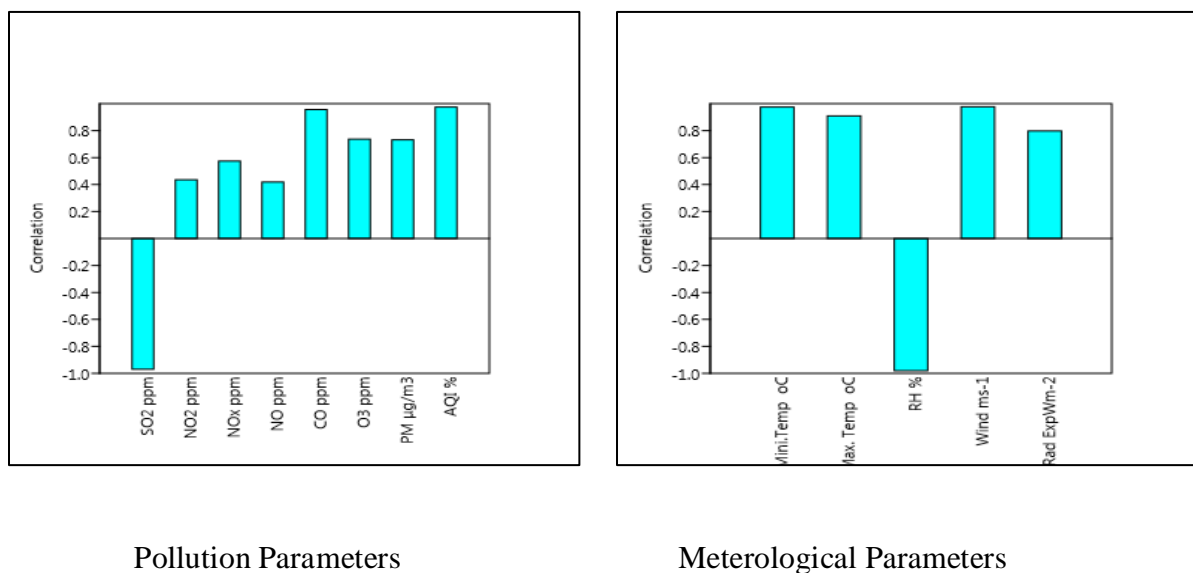 Correlation
0.8
0.6
0.4
0.2
-0.2
-0.4
-0.6
-0.8
-1.0
SO2 ppm
NO2 ppm
NOx ppm
NO ppm
CO ppm
O3 ppm
PM µg/m3
AQI %
Pollution Parameters
Correlation
0.8
0.6
0.4
0.2
-0.2
-0.4
-0.6
-0.8
-1.0
Mini.Temp oC
Max. Temp oC
RH %
Wind ms-1
Rad ExpWm-2
Meterological Parameters